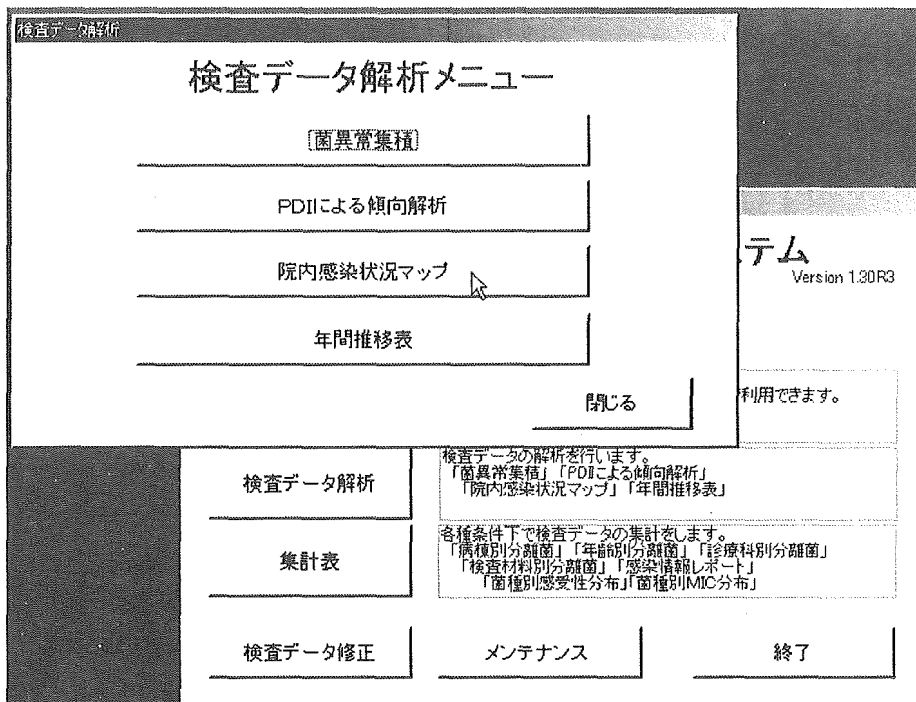 検査データ解析
検査データ解析メニュー
菌異常集積
PDIによる傾向解析
院内感染状況マップ
年間推移表
閉じる
テム
Version 1.30R3
利用できます。
検査データ解析
検査データの解析を行います。
「菌異常集積」「PDIによる傾向解析」
「院内感染状況マップ」「年間推移表」
集計表
各種条件下で検査データの集計をします。
「病棟別分離菌」「年齢別分離菌」「診療科別分離菌」
「検査材料別分離菌」「感染情報レポート」
「菌種別感受性分布」「菌種別MIC分布」
検査データ修正
メンテナンス
終了